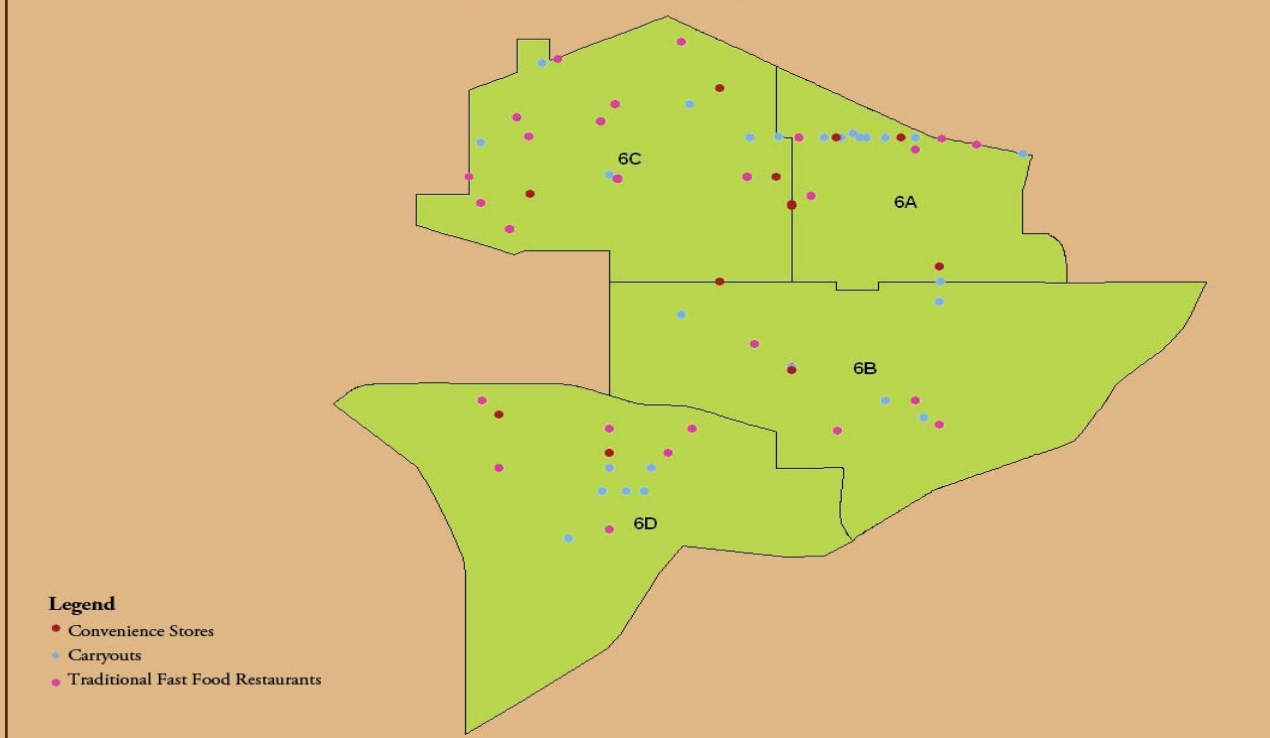 6C
6A
6B
6D
Legend
Convenience Stores
Carryouts
Traditional Fast Food Restaurants